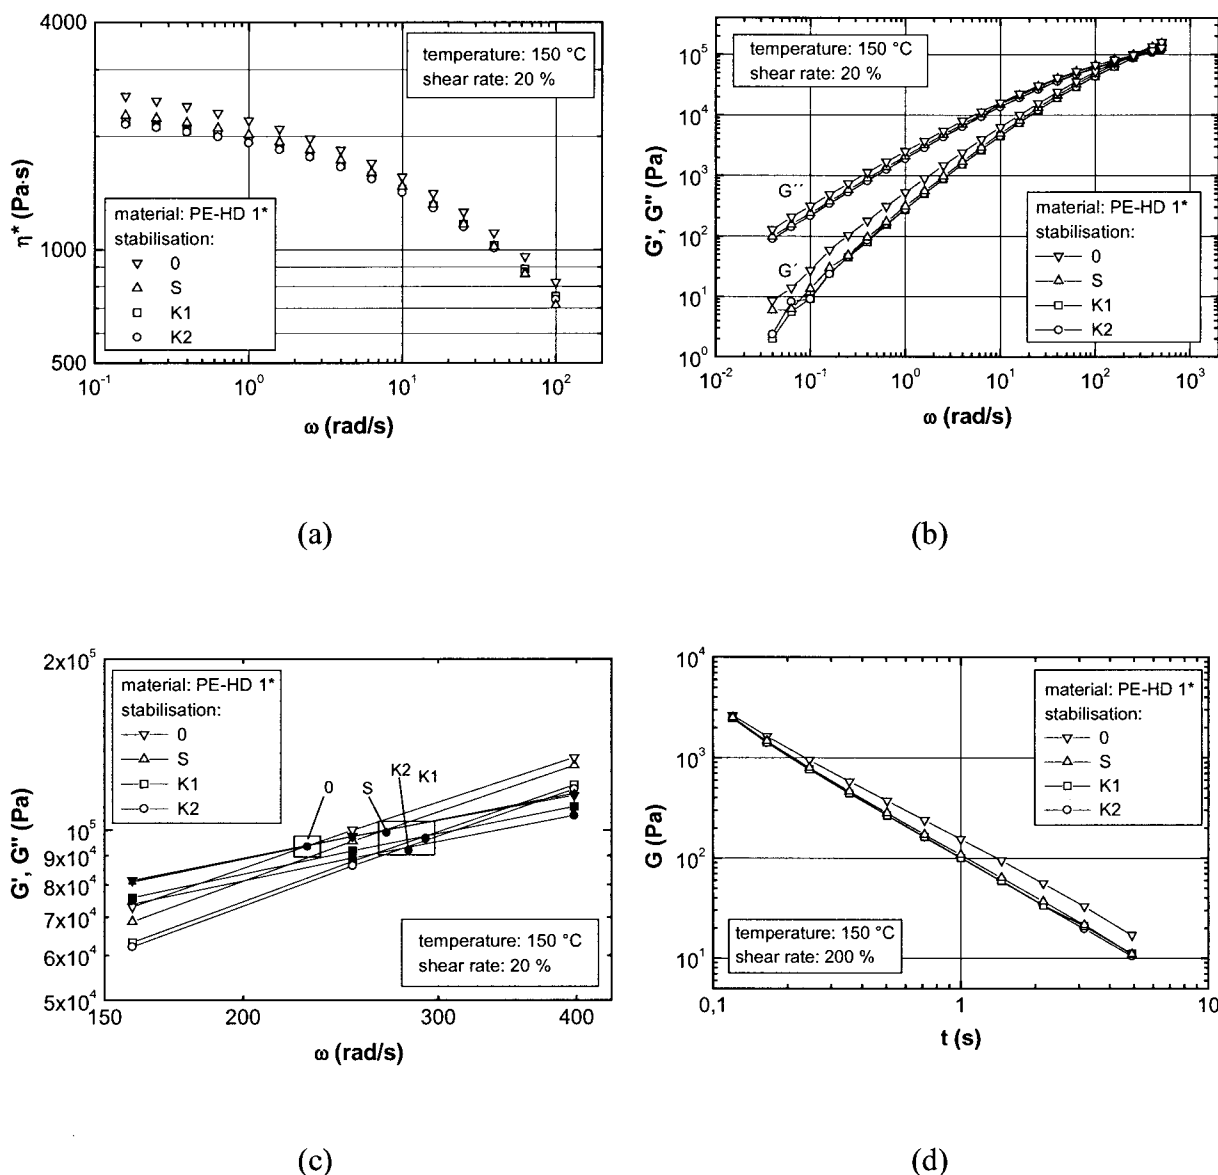 4000
1000
500
η* (Pa·s)
temperature: 150 °C
shear rate: 20 %
material: PE-HD 1*
stabilisation:
0
S
K1
K2
10⁻¹ 10⁰ 10¹ 10²
ω (rad/s)
(a)
10⁵
10⁴
10³
10²
10¹
10⁰
G', G'' (Pa)
temperature: 150 °C
shear rate: 20 %
G´´
G´
material: PE-HD 1*
stabilisation:
0
S
K1
K2
10⁻² 10⁻¹ 10⁰ 10¹ 10² 10³
ω (rad/s)
(b)
2x10⁵
10⁵
9x10⁴
8x10⁴
7x10⁴
6x10⁴
5x10⁴
G', G'' (Pa)
material: PE-HD 1*
stabilisation:
0
S
K1
K2
0 S K2 K1
temperature: 150 °C
shear rate: 20 %
150 200 300 400
ω (rad/s)
(c)
10⁴
10³
10²
10¹
G (Pa)
material: PE-HD 1*
stabilisation:
0
S
K1
K2
temperature: 150 °C
shear rate: 200 %
0,1 1 10
t (s)
(d)